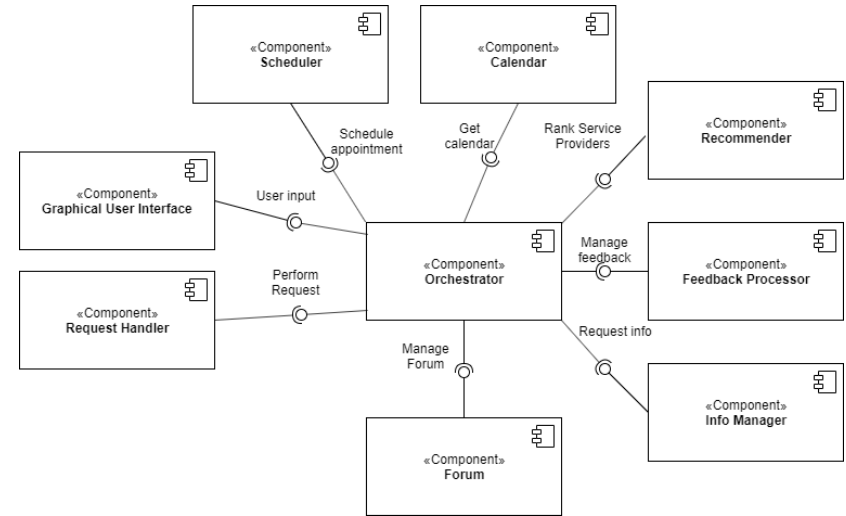 «Component»
Scheduler
«Component»
Calendar
Schedule
appointment
Get
calendar
Rank Service
Providers
«Component»
Recommender
«Component»
Graphical User Interface
User input
«Component»
Orchestrator
Manage
feedback
«Component»
Feedback Processor
Perform
Request
«Component»
Request Handler
Manage
Forum
Request info
«Component»
Info Manager
«Component»
Forum